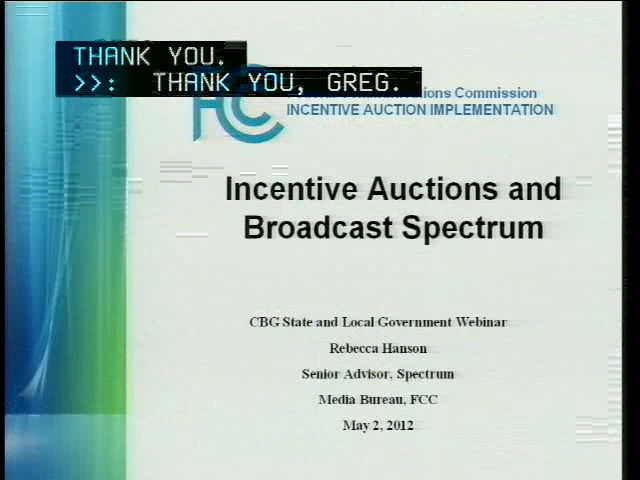 THANK YOU.
>>: THANK YOU, GREG.
FCC
ons Commission
INCENTIVE AUCTION IMPLEMENTATION
Incentive Auctions and
Broadcast Spectrum
CBG State and Local Government Webinar
Rebecca Hanson
Senior Advisor, Spectrum
Media Bureau, FCC
May 2, 2012